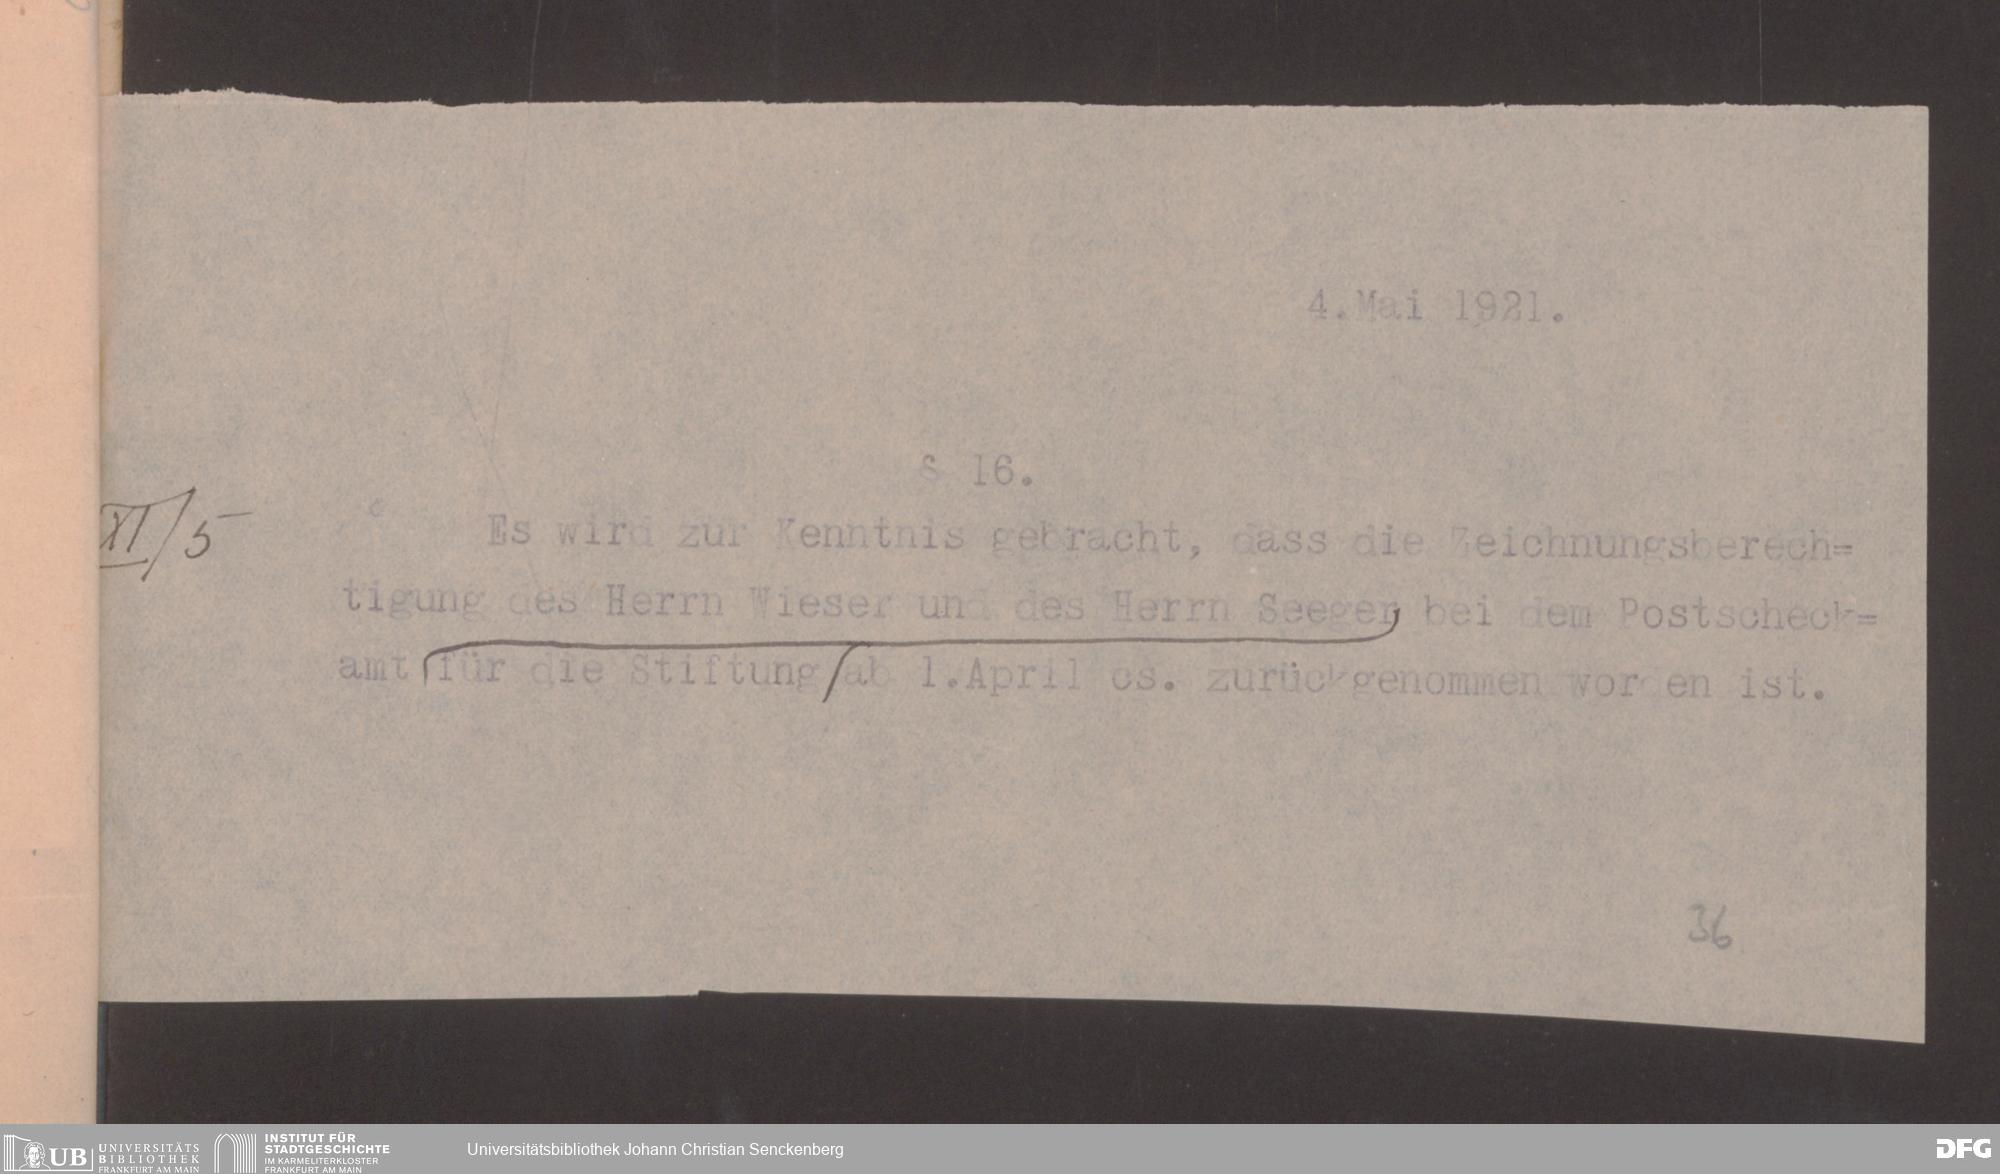 4.Mai 1921.
§ 16.
XI/5
Es wird zur Kenntnis gebracht, dass die Zeichnungsberech=
tigung des Herrn Wieser und des Herrn Seeger bei dem Postscheck=
amt für die Stiftung ab 1.April cs. zurückgenommen worden ist.
36
UB
UNIVERSITÄTS
BIBLIOTHEK
FRANKFURT AM MAIN
INSTITUT FÜR
STADTGESCHICHTE
IM KARMELITERKLOSTER
FRANKFURT AM MAIN
Universitätsbibliothek Johann Christian Senckenberg
DFG